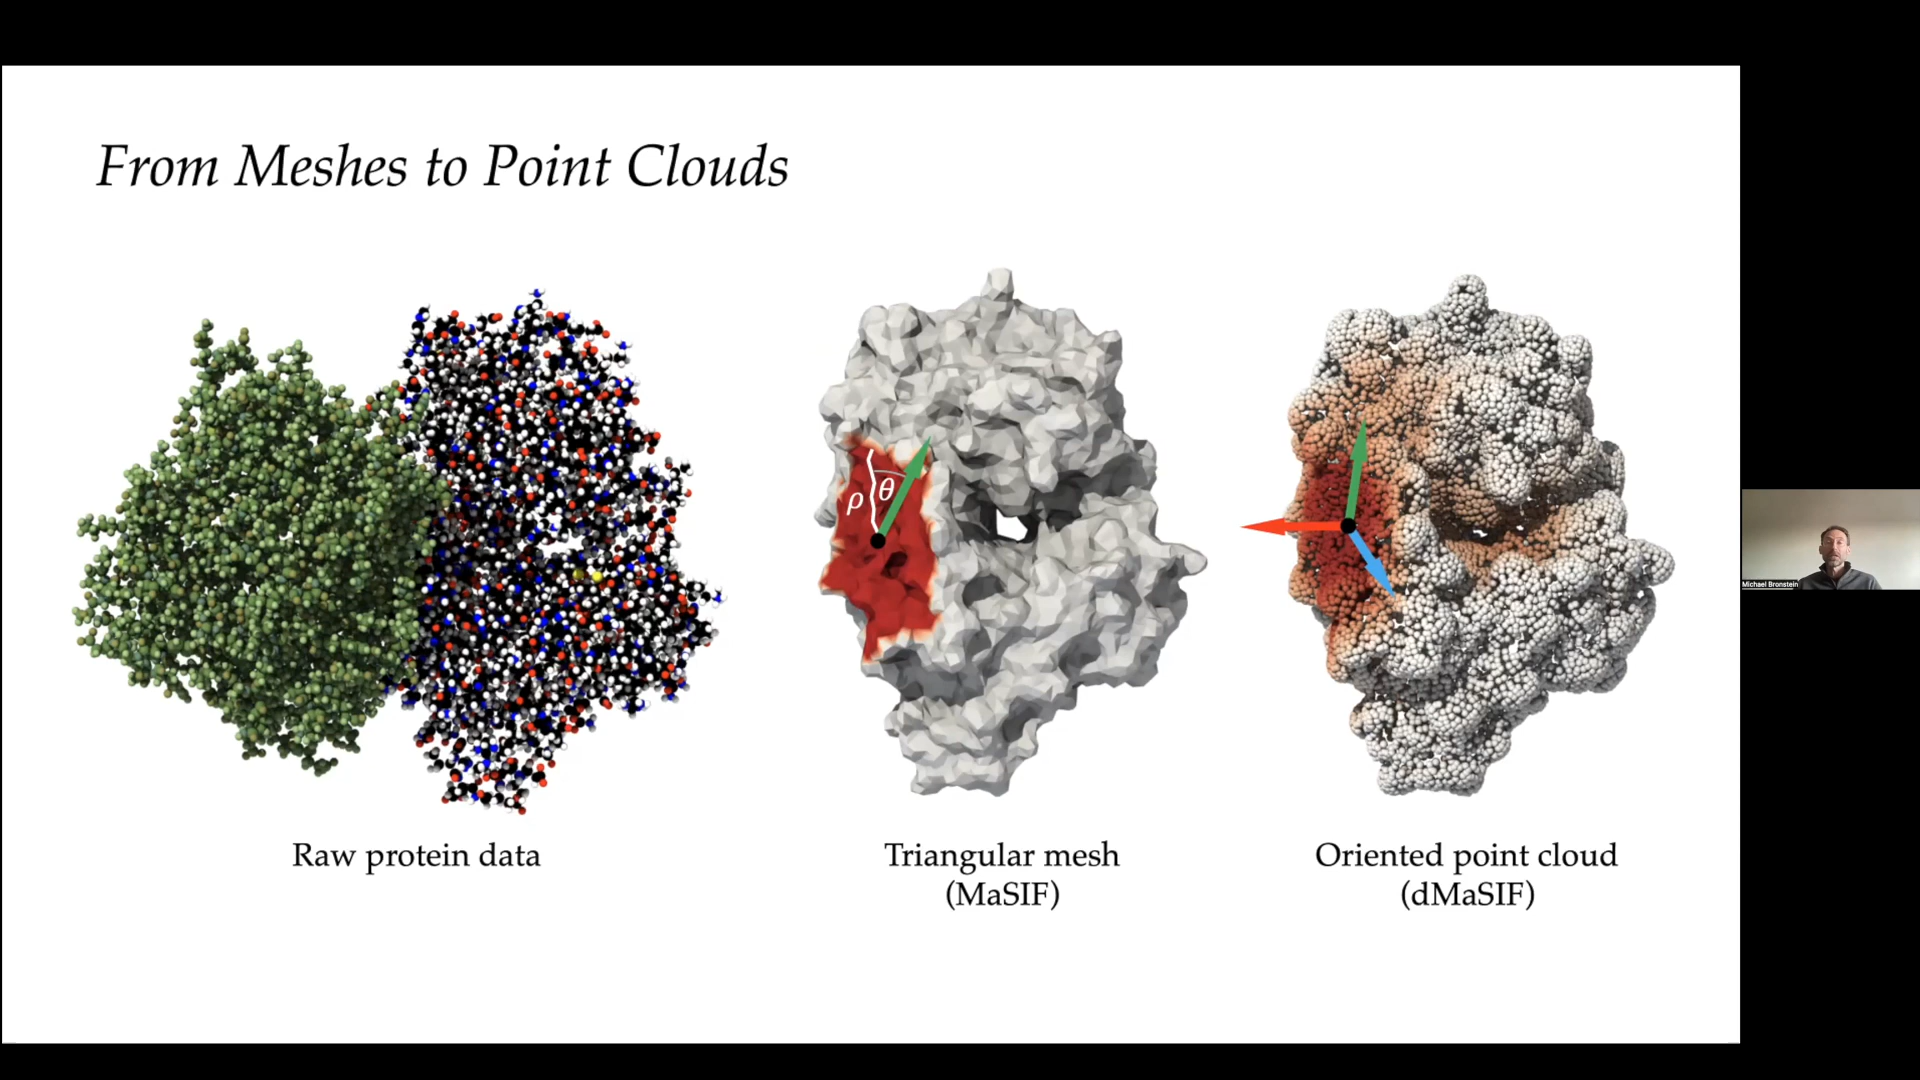 From Meshes to Point Clouds
ρ
θ
Raw protein data
Triangular mesh
(MaSIF)
Oriented point cloud
(dMaSIF)
Michael Bronstein